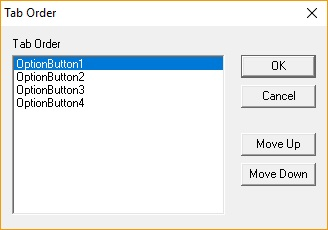 Tab Order
Tab Order
OptionButton1
OptionButton2
OptionButton3
OptionButton4
OK
Cancel
Move Up
Move Down